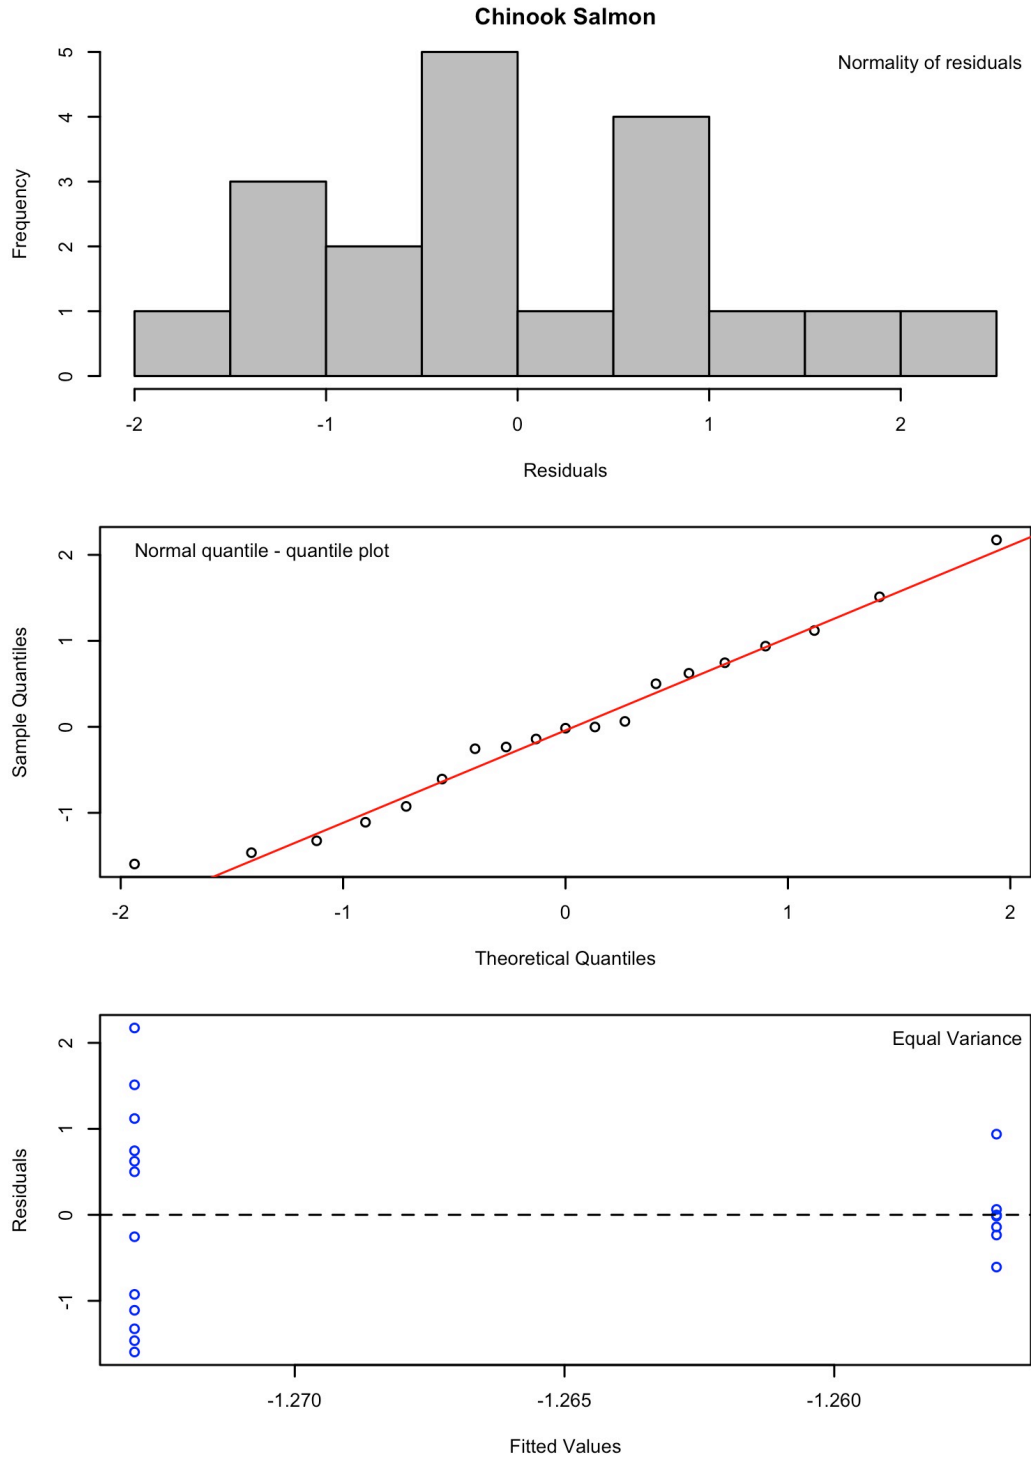 Chinook Salmon
Normality of residuals
Frequency
5
4
3
2
1
0
-2 -1 0 1 2
Residuals
Normal quantile - quantile plot
Sample Quantiles
2
1
0
-1
-2 -1 0 1 2
Theoretical Quantiles
Equal Variance
Residuals
2
1
0
-1
-1.270 -1.265 -1.260
Fitted Values